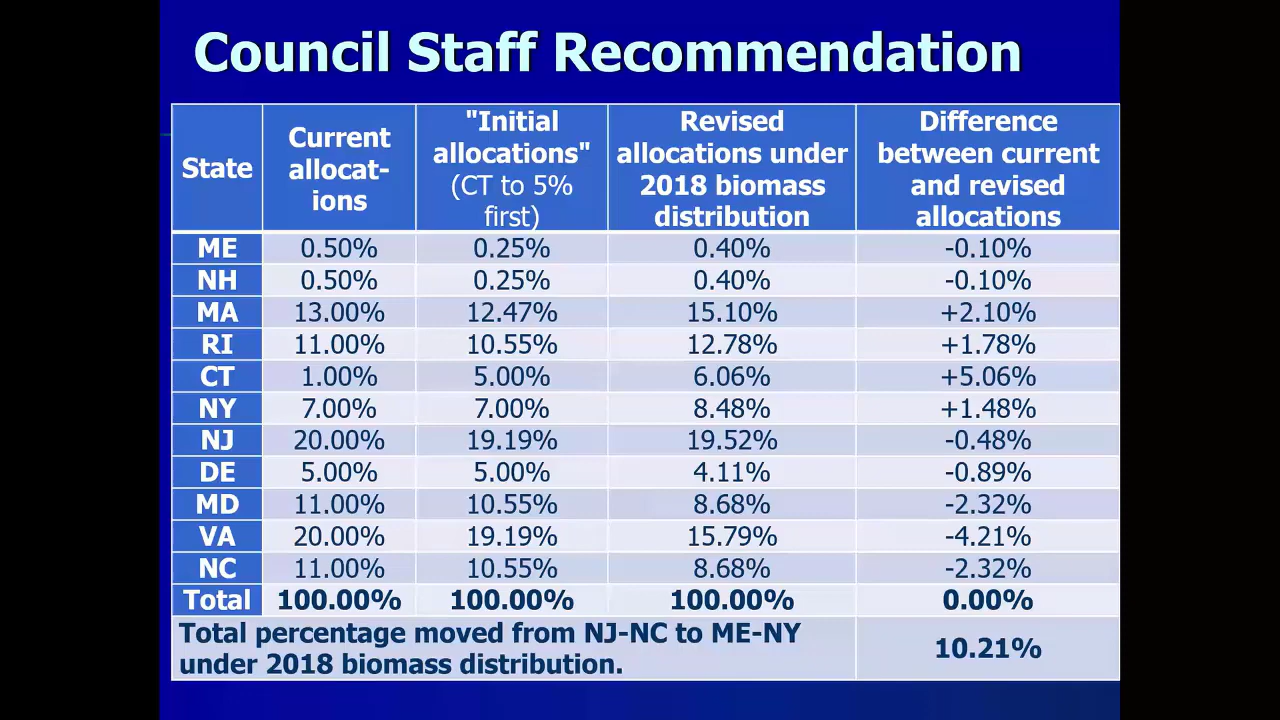 Council Staff Recommendation
State | Current allocat-ions | "Initial allocations" (CT to 5% first) | Revised allocations under 2018 biomass distribution | Difference between current and revised allocations
ME | 0.50% | 0.25% | 0.40% | -0.10%
NH | 0.50% | 0.25% | 0.40% | -0.10%
MA | 13.00% | 12.47% | 15.10% | +2.10%
RI | 11.00% | 10.55% | 12.78% | +1.78%
CT | 1.00% | 5.00% | 6.06% | +5.06%
NY | 7.00% | 7.00% | 8.48% | +1.48%
NJ | 20.00% | 19.19% | 19.52% | -0.48%
DE | 5.00% | 5.00% | 4.11% | -0.89%
MD | 11.00% | 10.55% | 8.68% | -2.32%
VA | 20.00% | 19.19% | 15.79% | -4.21%
NC | 11.00% | 10.55% | 8.68% | -2.32%
Total | 100.00% | 100.00% | 100.00% | 0.00%
Total percentage moved from NJ-NC to ME-NY
under 2018 biomass distribution. | 10.21%